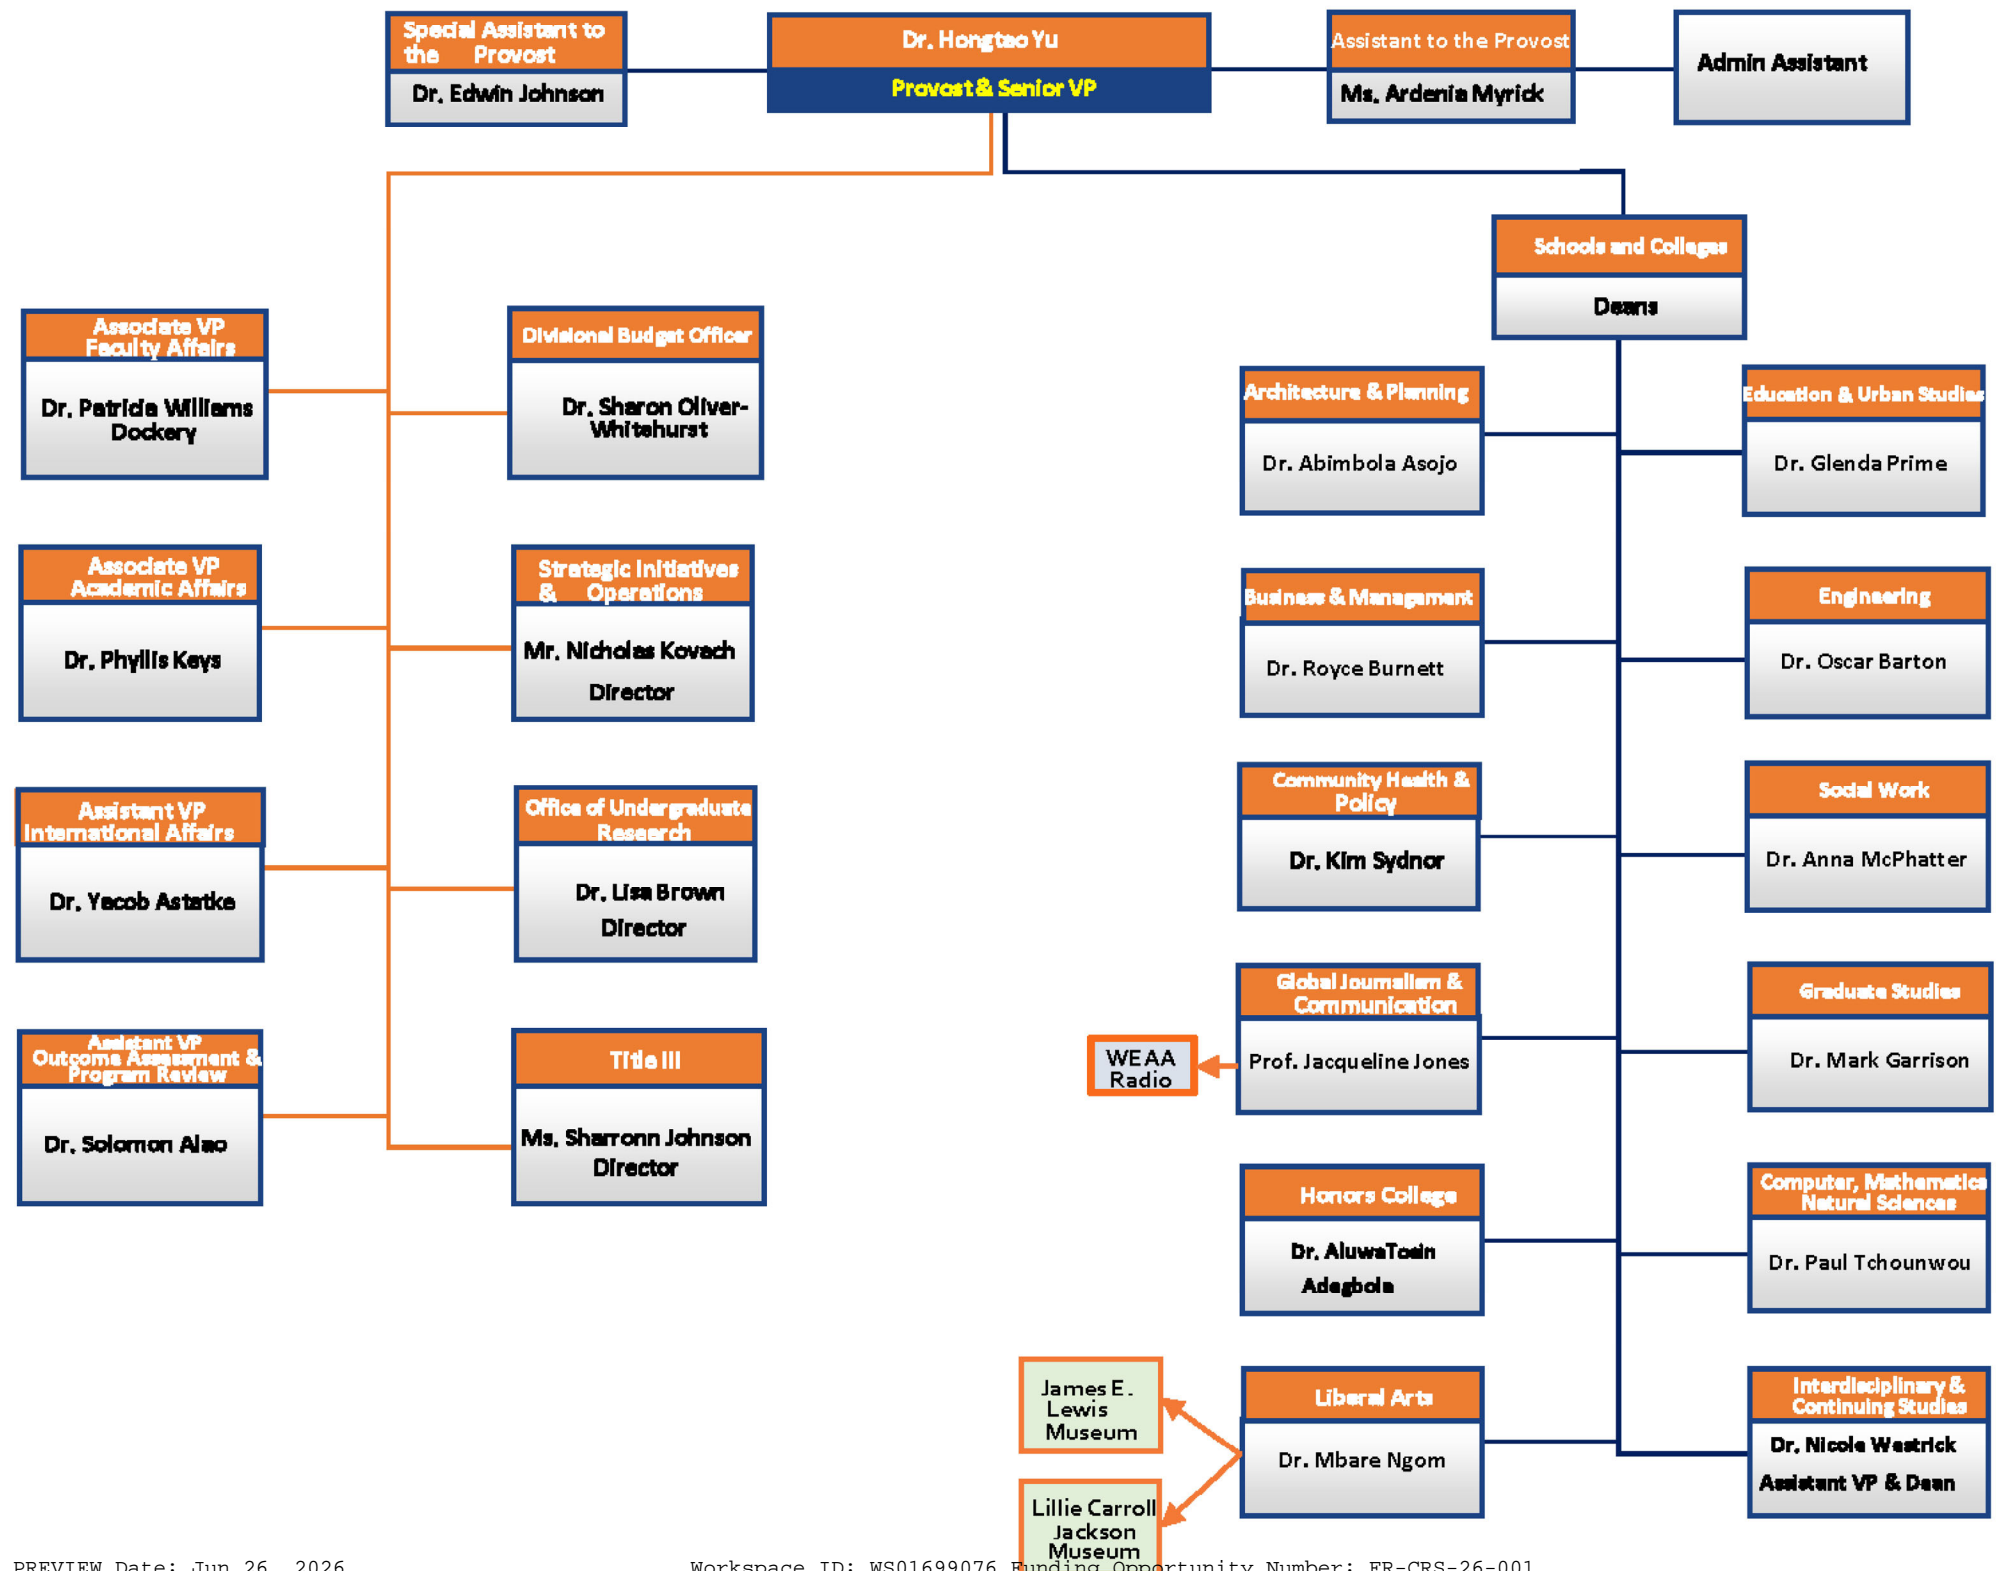 Special Assistant to
the Provost
Dr. Edwin Johnson
Dr. Hongtao Yu
Provost & Senior VP
Assistant to the Provost
Ms. Ardenia Myrick
Admin Assistant
Schools and Colleges
Deans
Associate VP
Faculty Affairs
Dr. Patricia Williams
Dockery
Divisional Budget Officer
Dr. Sharon Oliver-
Whitehurst
Associate VP
Academic Affairs
Dr. Phyllis Keys
Strategic Initiatives
& Operations
Mr. Nicholas Kovach
Director
Assistant VP
International Affairs
Dr. Yacob Astatke
Office of Undergraduate
Research
Dr. Lisa Brown
Director
Assistant VP
Outcome Assessment &
Program Review
Dr. Solomon Alao
Title III
Ms. Sharronn Johnson
Director
Architecture & Planning
Dr. Abimbola Asojo
Education & Urban Studies
Dr. Glenda Prime
Business & Management
Dr. Royce Burnett
Engineering
Dr. Oscar Barton
Community Health &
Policy
Dr. Kim Sydnor
Social Work
Dr. Anna McPhatter
Global Journalism &
Communication
Prof. Jacqueline Jones
WEAA
Radio
Graduate Studies
Dr. Mark Garrison
Honors College
Dr. AluwaTosin
Adegbola
Computer, Mathematics
Natural Sciences
Dr. Paul Tchounwou
Liberal Arts
Dr. Mbare Ngom
James E.
Lewis
Museum
Lillie Carroll
Jackson
Museum
Interdisciplinary &
Continuing Studies
Dr. Nicole Westrick
Assistant VP & Dean
PREVIEW Date: Jun 26, 2026
Workspace ID: WS01699076 Funding Opportunity Number: FR-CRS-26-001